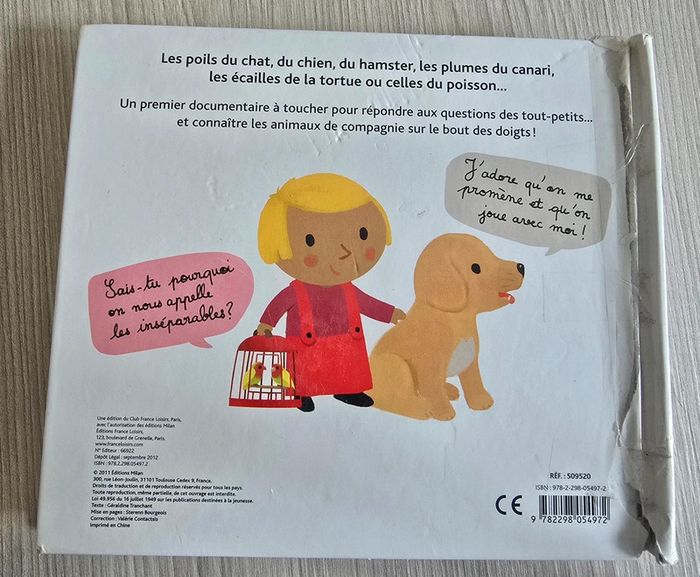 Les poils du chat, du chien, du hamster, les plumes du canari,
les écailles de la tortue ou celles du poisson...
Un premier documentaire à toucher pour répondre aux questions des tout-petits...
et connaître les animaux de compagnie sur le bout des doigts !
J'adore qu'on me
promène et qu'on
joue avec moi !
Sais-tu pourquoi
on nous appelle
les inséparables ?
Une édition du Club France Loisirs, Paris,
avec l'autorisation des éditions Milan
Éditions France Loisirs,
123, boulevard de Grenelle, Paris
www.franceloisirs.com
N° Éditeur : 66922
Dépôt Légal : septembre 2012
ISBN : 978.2.298.05497.2
© 2011 Éditions Milan
300, rue Léon-Joulin, 31101 Toulouse Cedex 9, France.
Droits de traduction et de reproduction réservés pour tous les pays.
Toute reproduction, même partielle, de cet ouvrage est interdite.
Loi 49.956 du 16 juillet 1949 sur les publications destinées à la jeunesse.
Texte : Géraldine Tranchant
Mise en pages : Sterenn Bourgeois
Correction : Valérie Contactsis
Imprimé en Chine
RÉF. : 509520
ISBN : 978-2-298-05497-2
CE
9 782298 054972